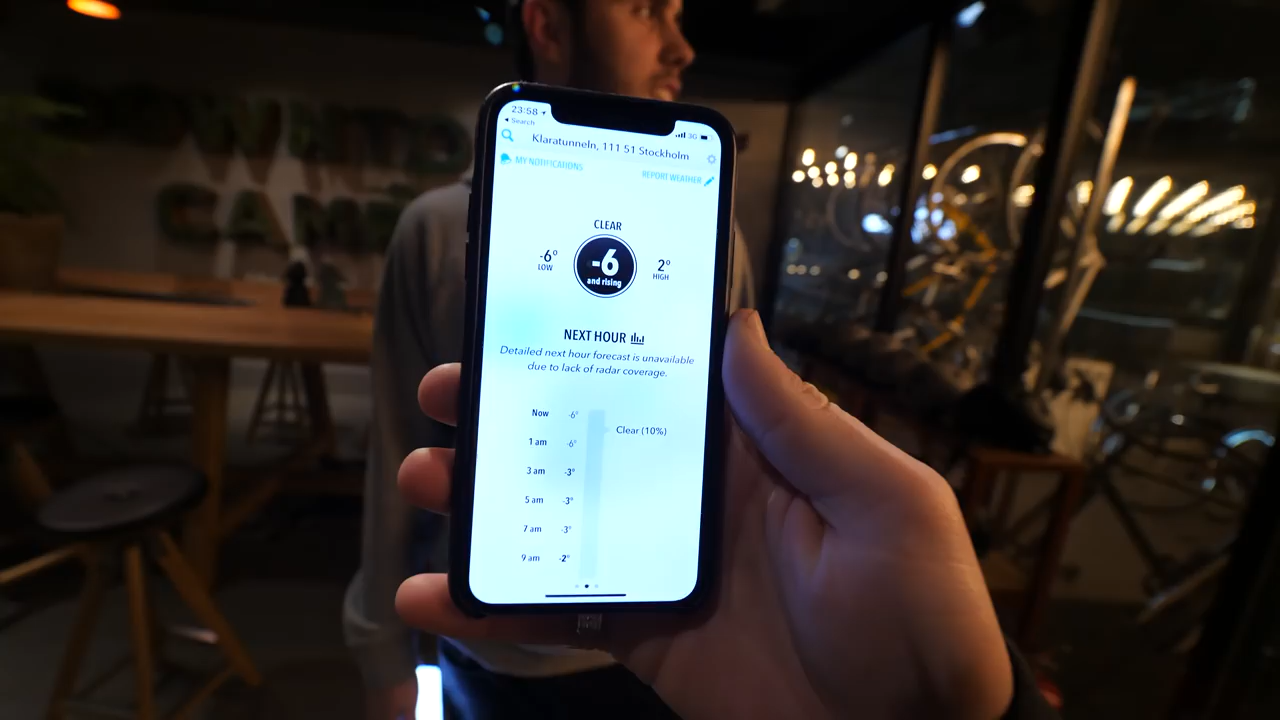 23:58
Search
3G
Klaratunneln, 111 51 Stockholm
MY NOTIFICATIONS
REPORT WEATHER
CLEAR
-6° -6 2°
LOW and rising HIGH
NEXT HOUR
Detailed next hour forecast is unavailable
due to lack of radar coverage.
Now -6°
Clear (10%)
1 am -6°
3 am -3°
5 am -3°
7 am -3°
9 am -2°
CAMP